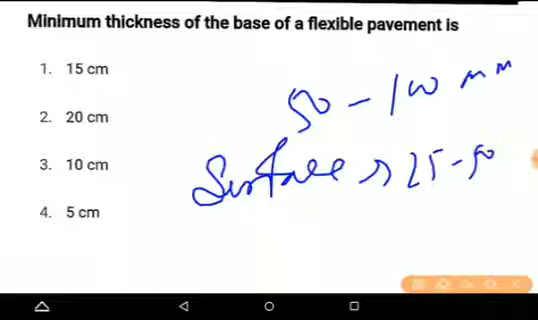 Minimum thickness of the base of a flexible pavement is
1. 15 cm
50 - 100 mm
2. 20 cm
3. 10 cm
Surface → 25-50
4. 5 cm